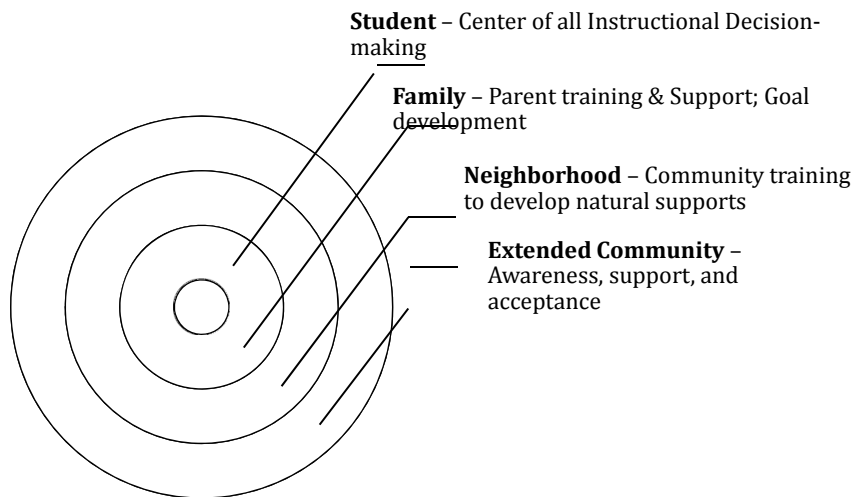 Student – Center of all Instructional Decision-
making
Family – Parent training & Support; Goal
development
Neighborhood – Community training
to develop natural supports
Extended Community –
Awareness, support, and
acceptance